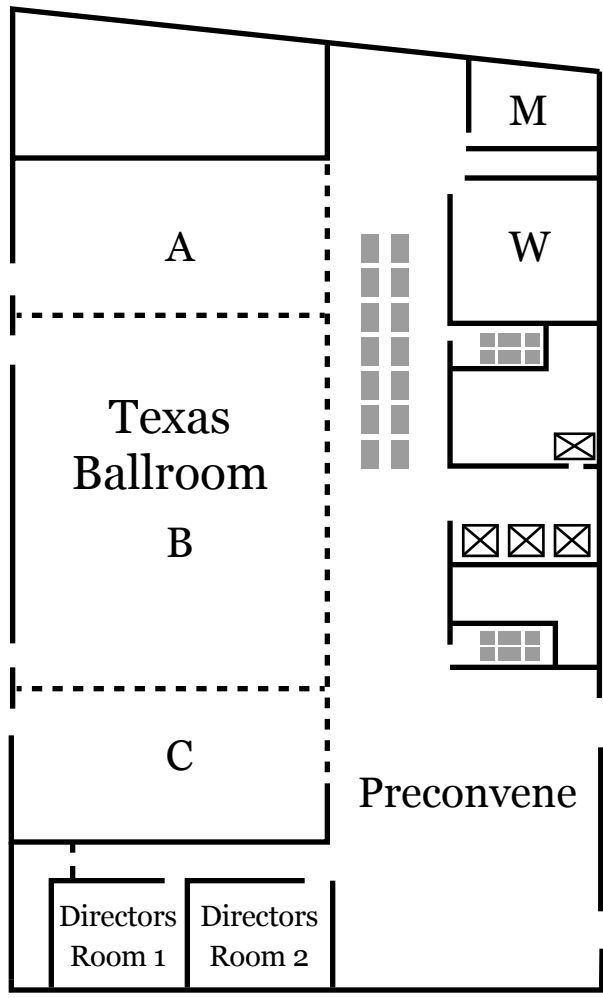 M
A
W
Texas
Ballroom
B
C
Preconvene
Directors
Room 1
Directors
Room 2